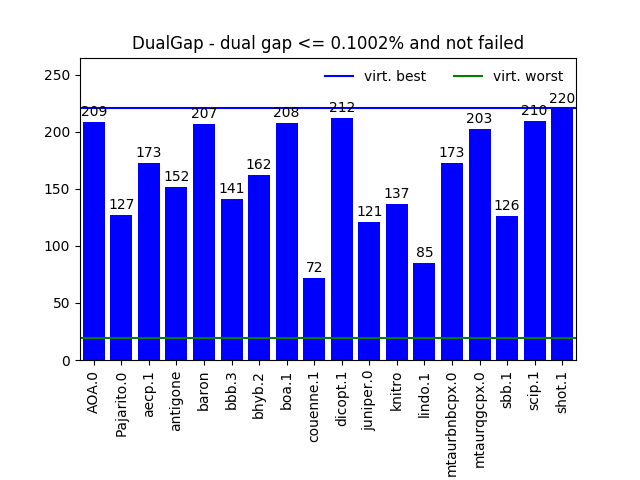 DualGap - dual gap <= 0.1002% and not failed
virt. best
virt. worst
250
200
150
100
50
0
209
127
173
152
207
141
162
208
72
212
121
137
85
173
203
126
210
220
AOA.0
Pajarito.0
aecp.1
antigone
baron
bbb.3
bhyb.2
boa.1
couenne.1
dicopt.1
juniper.0
knitro
lindo.1
mtaurbnbcpx.0
mtaurqgcpx.0
sbb.1
scip.1
shot.1